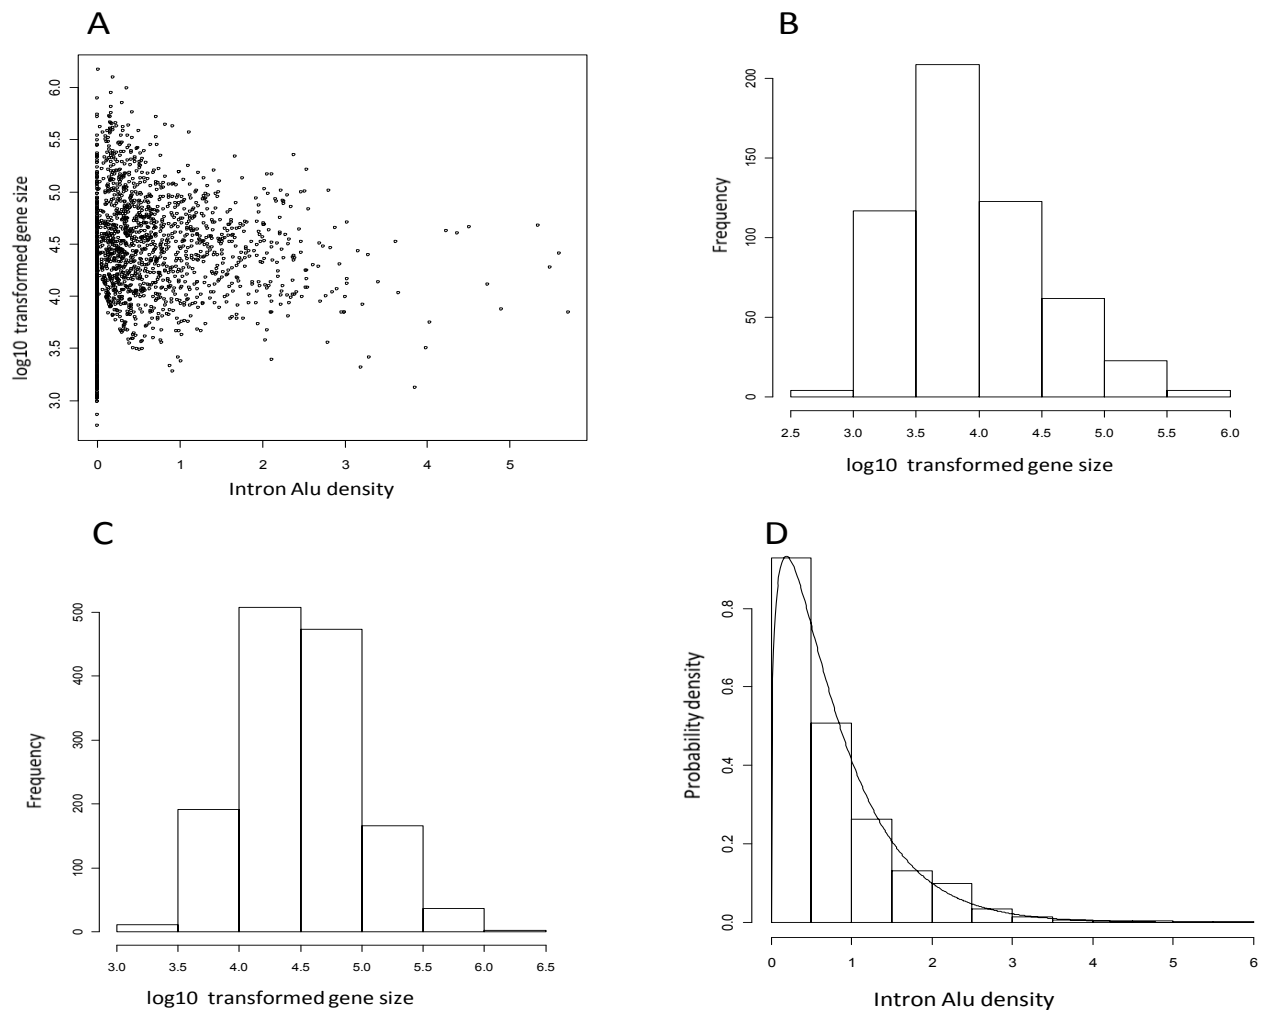 A
log10 transformed gene size
6.0
5.5
5.0
4.5
4.0
3.5
3.0
0 1 2 3 4 5
Intron Alu density
B
Frequency
200
150
100
50
0
2.5 3.0 3.5 4.0 4.5 5.0 5.5 6.0
log10 transformed gene size
C
Frequency
500
400
300
200
100
0
3.0 3.5 4.0 4.5 5.0 5.5 6.0 6.5
log10 transformed gene size
D
Probability density
0.8
0.6
0.4
0.2
0.0
0 1 2 3 4 5 6
Intron Alu density